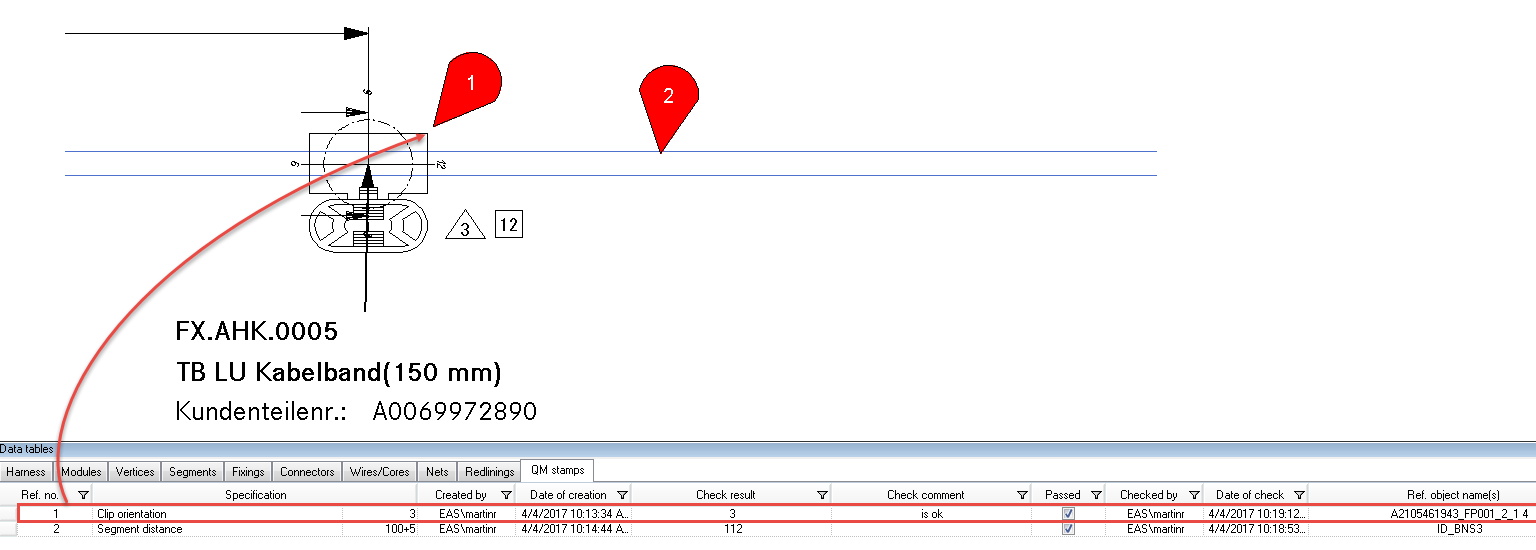 1
2
9
6
12
3
12
FX.AHK.0005
TB LU Kabelband(150 mm)
Kundenteilenr.: A0069972890
Data tables
Harness Modules Vertices Segments Fixings Connectors Wires/Cores Nets Redlinings QM stamps
Ref. no. Specification Created by Date of creation Check result Check comment Passed Checked by Date of check Ref. object name(s)
1 Clip orientation 3 EAS\martinr 4/4/2017 10:13:34 A... 3 is ok EAS\martinr 4/4/2017 10:19:12... A2105461943_FP001_2_1 4
2 Segment distance 100+5 EAS\martinr 4/4/2017 10:14:44 A... 112 EAS\martinr 4/4/2017 10:18:53... ID_BNS3